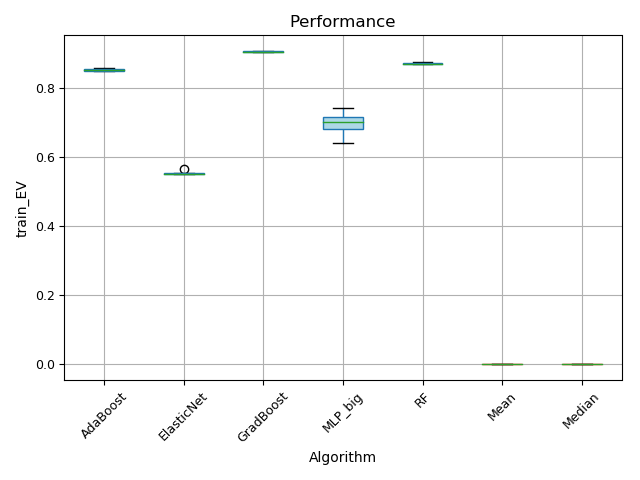 Performance
train_EV
0.8
0.6
0.4
0.2
0.0
AdaBoost
ElasticNet
GradBoost
MLP_big
RF
Mean
Median
Algorithm